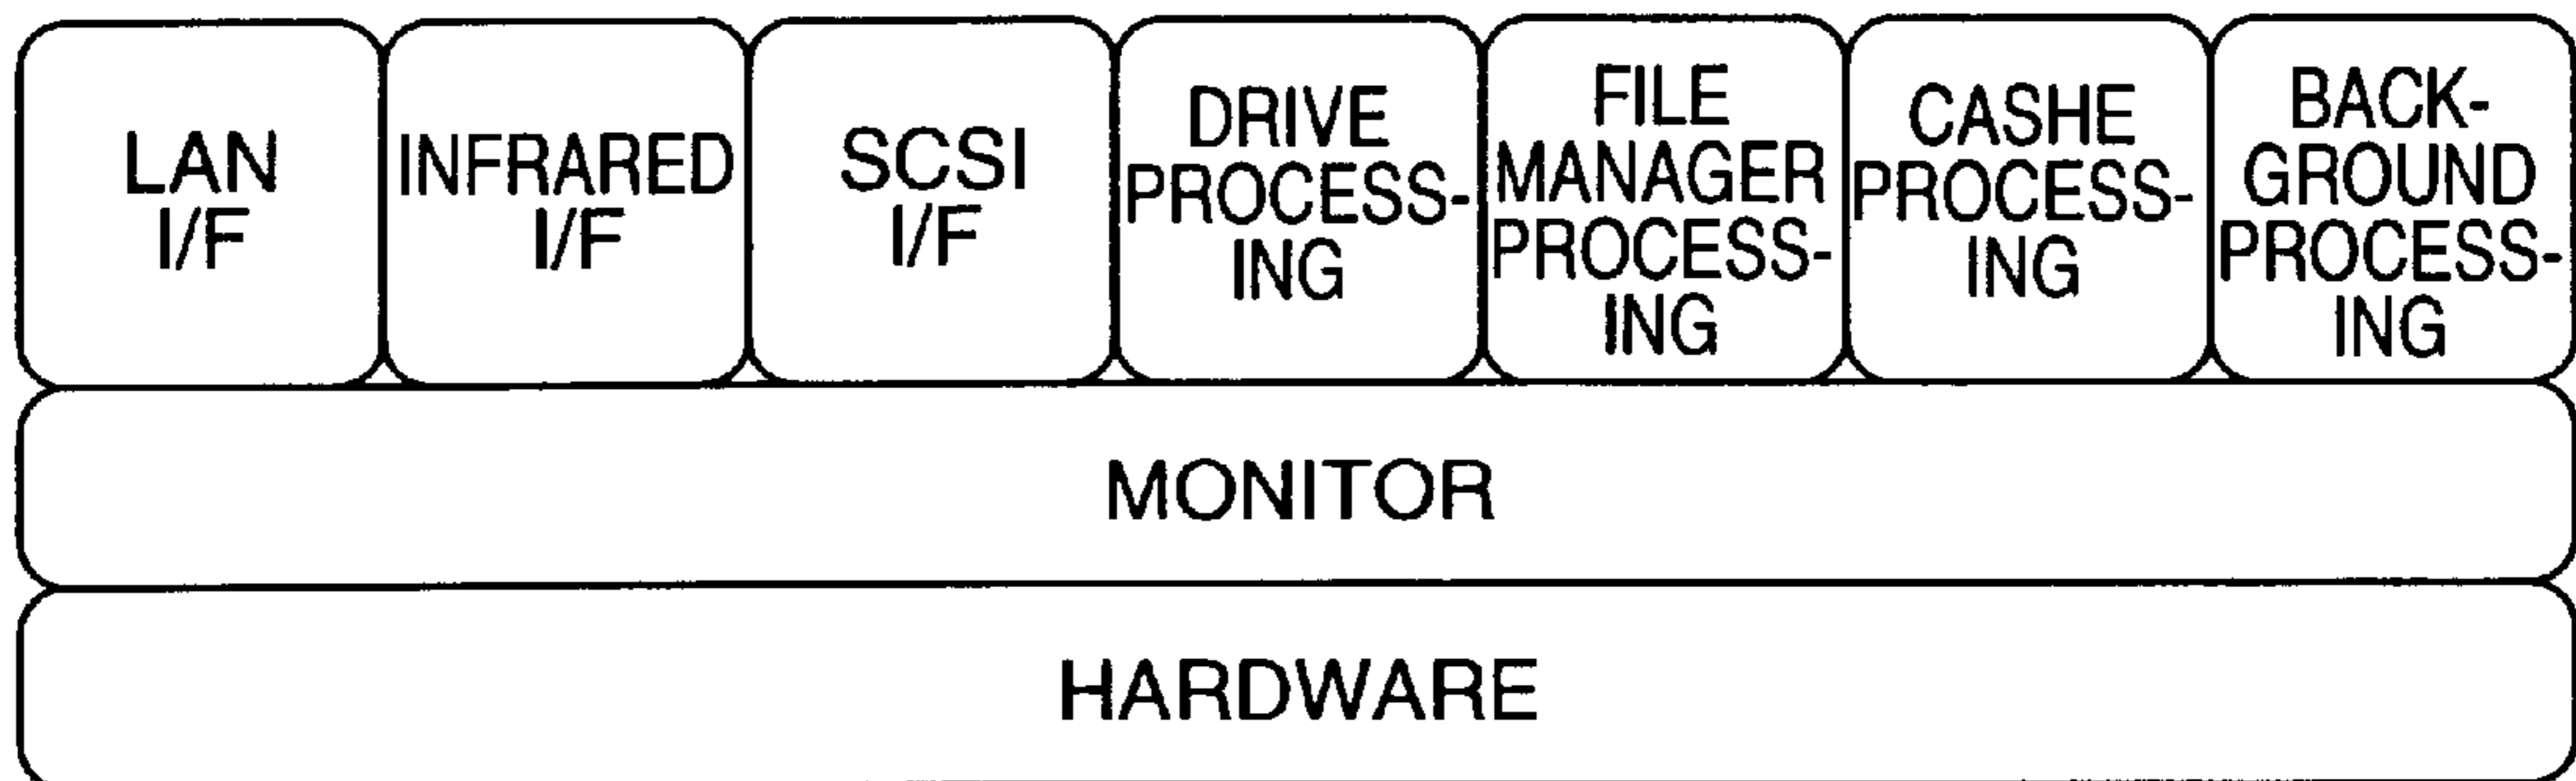 LAN
I/F
INFRARED
I/F
SCSI
I/F
DRIVE
PROCESS-
ING
FILE
MANAGER
PROCESS-
ING
CASHE
PROCESS-
ING
BACK-
GROUND
PROCESS-
ING
MONITOR
HARDWARE